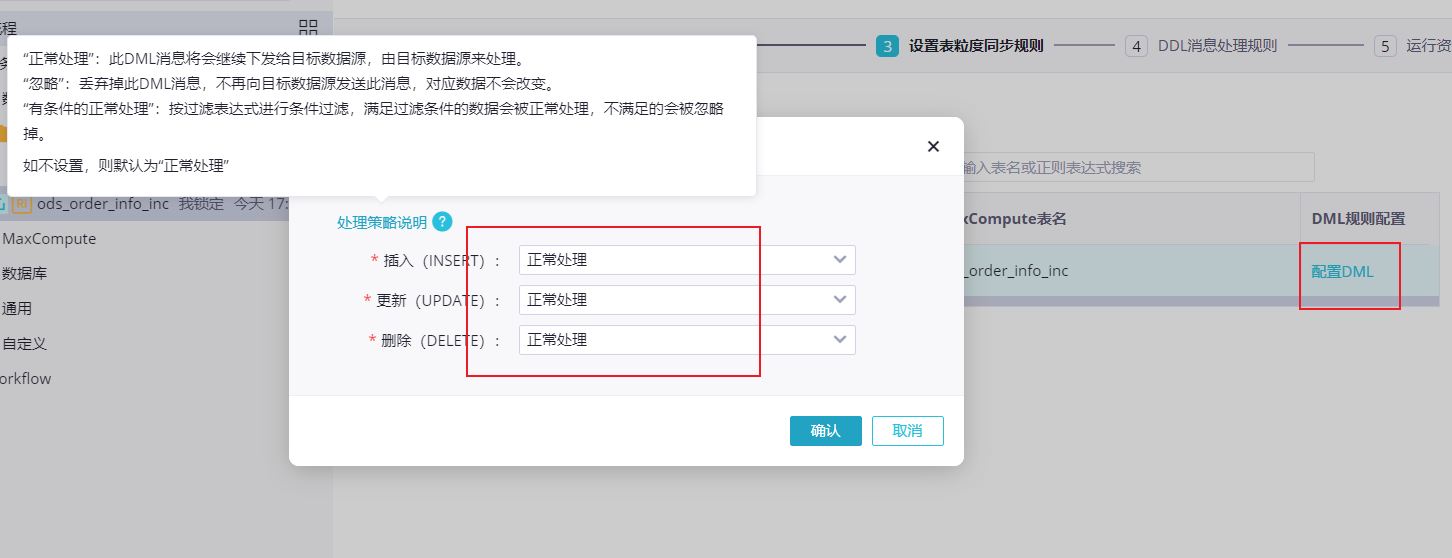 程
"正常处理"：此DML消息将会继续下发给目标数据源，由目标数据源来处理。
"忽略"：丢弃掉此DML消息，不再向目标数据源发送此消息，对应数据不会改变。
"有条件的正常处理"：按过滤表达式进行条件过滤，满足过滤条件的数据会被正常处理，不满足的会被忽略
掉。
如不设置，则默认为"正常处理"
3 设置表粒度同步规则
4 DDL消息处理规则
5 运行资
输入表名或正则表达式搜索
RI ods_order_info_inc 我锁定 今天 17:
MaxCompute
数据库
通用
自定义
orkflow
处理策略说明 ?
* 插入（INSERT）： 正常处理
* 更新（UPDATE）： 正常处理
* 删除（DELETE）： 正常处理
确认 取消
Compute表名
DML规则配置
_order_info_inc
配置DML